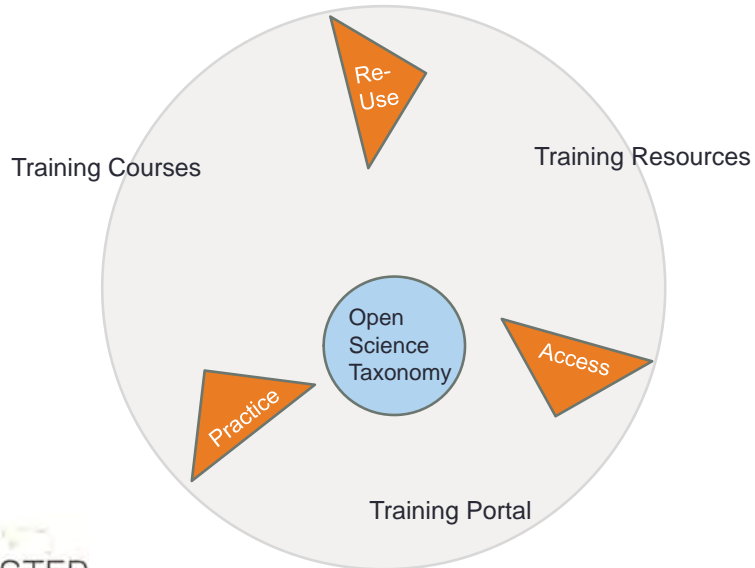 Re-
Use
Training Courses
Training Resources
Open
Science
Taxonomy
Access
Practice
Training Portal